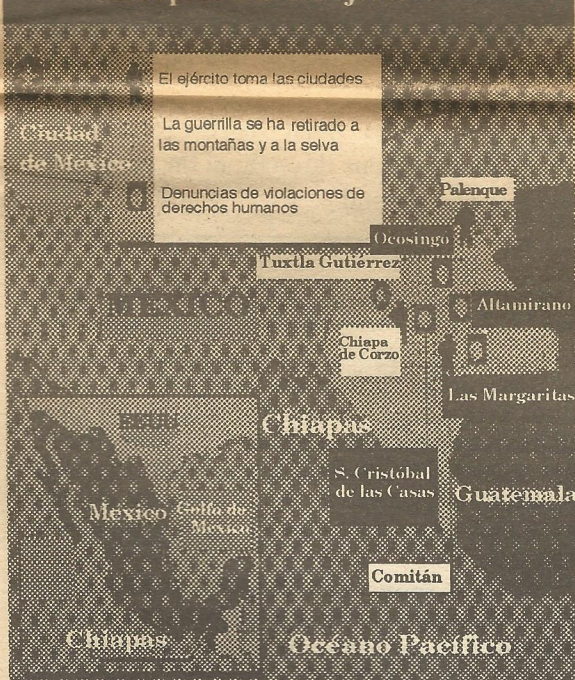 El ejército toma las ciudades
La guerrilla se ha retirado a
las montañas y a la selva
Denuncias de violaciones de
derechos humanos
Ciudad
de México
Palenque
Ocosingo
Tuxtla Gutiérrez
MEXICO
Altamirano
Chiapa
de Corzo
Las Margaritas
Chiapas
S. Cristóbal
de las Casas
Guatemala
México
Golfo de
México
Comitán
Chiapas
Océano Pacífico